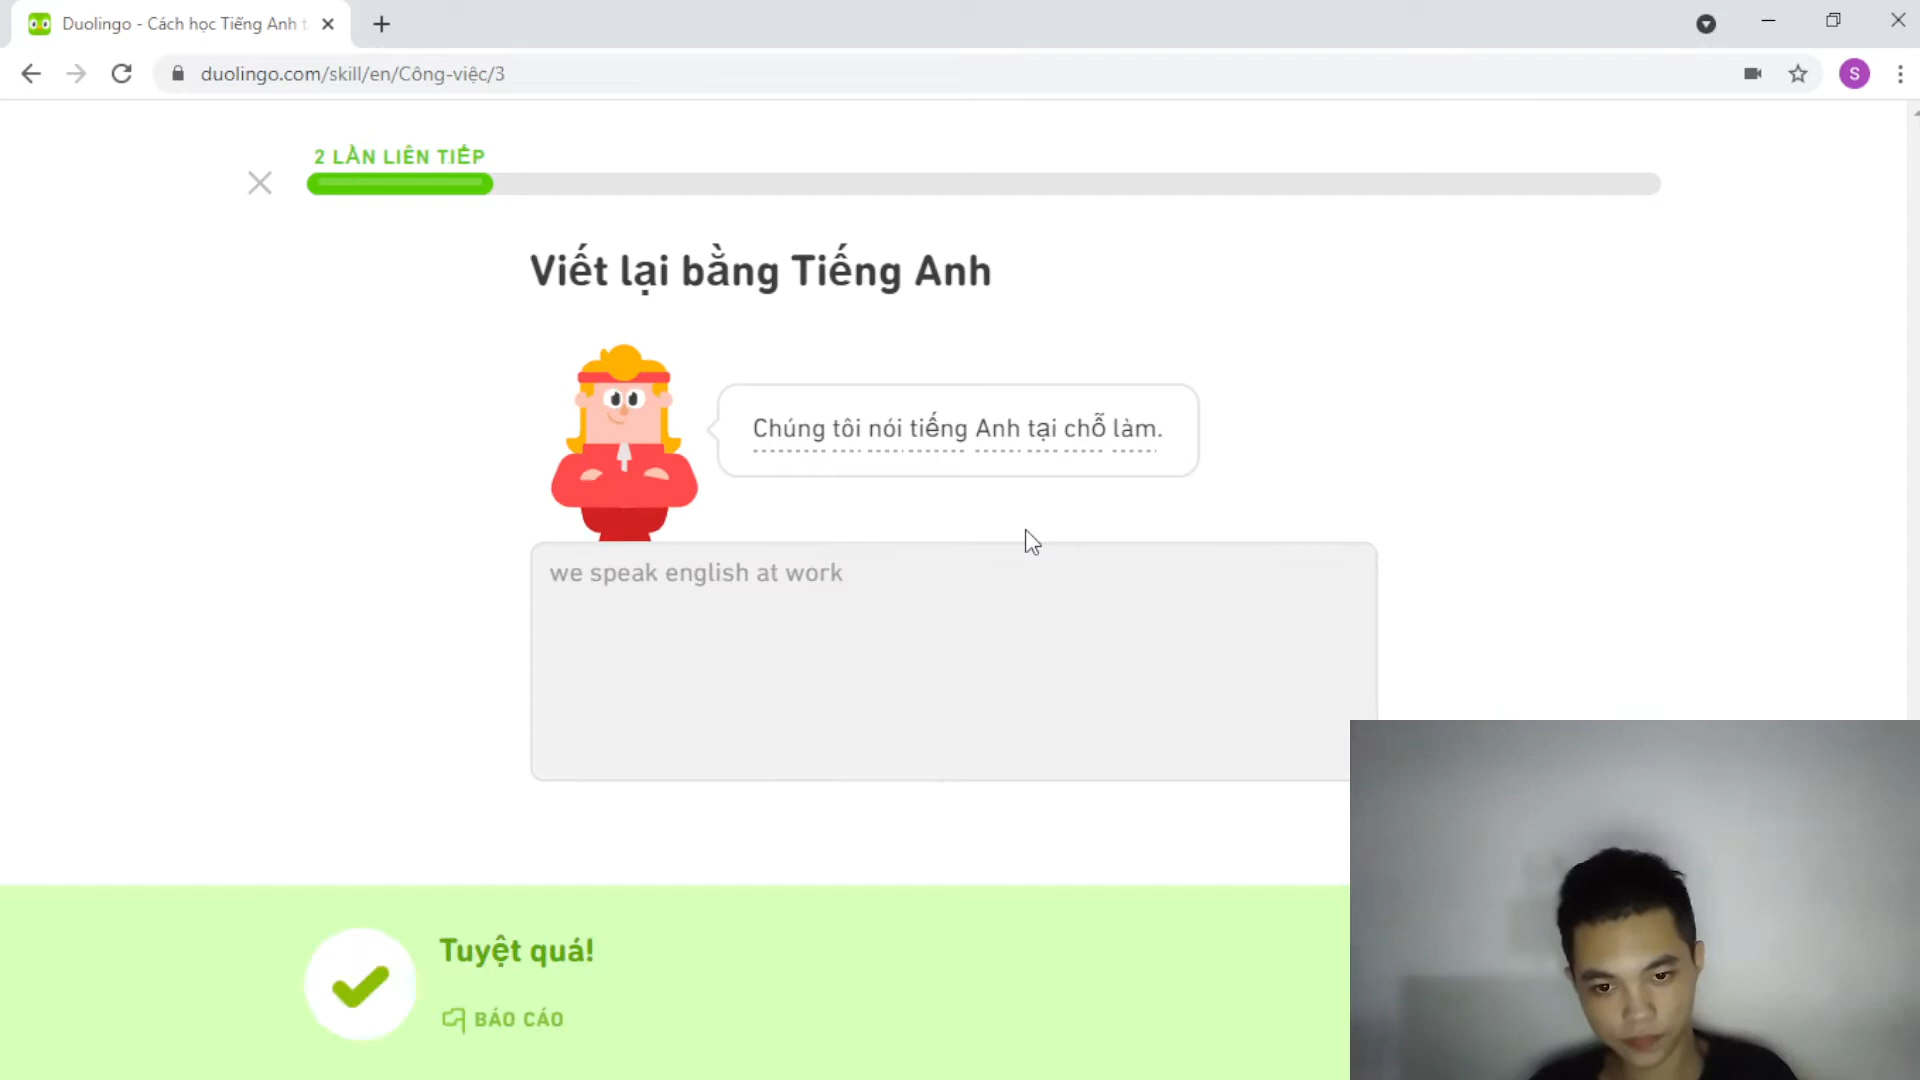 Duolingo - Cách học Tiếng Anh t
duolingo.com/skill/en/Công-việc/3
S
2 LẦN LIÊN TIẾP
Viết lại bằng Tiếng Anh
Chúng tôi nói tiếng Anh tại chỗ làm.
we speak english at work
Tuyệt quá!
BÁO CÁO